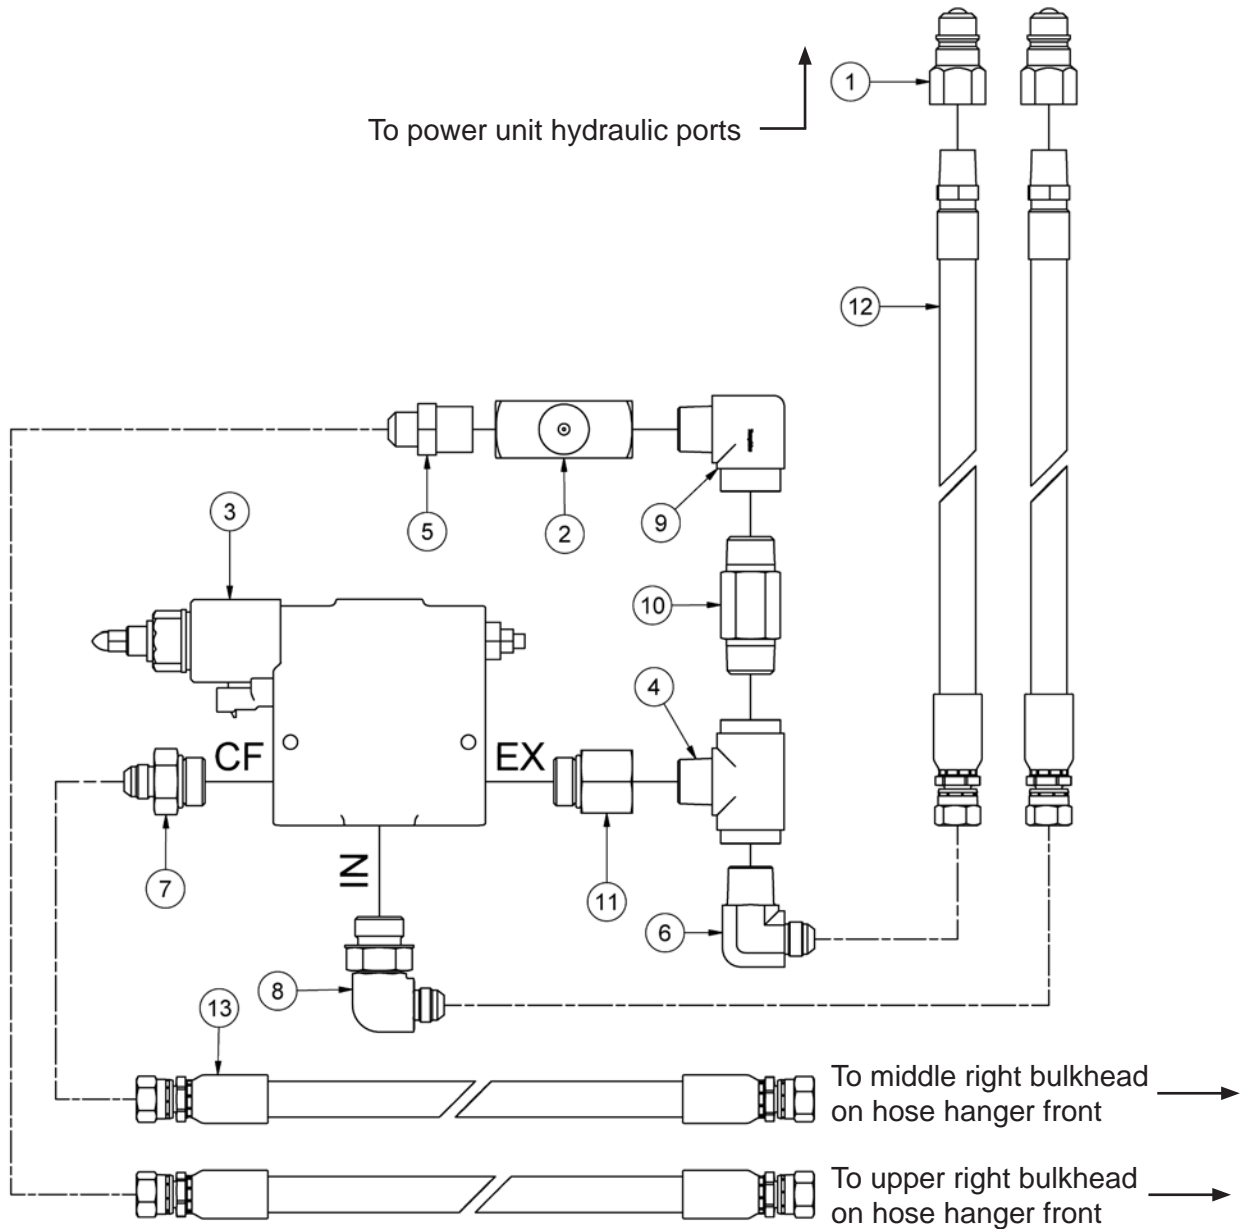 1
To power unit hydraulic ports
12
3
5
2
9
10
4
CF
EX
7
IN
11
6
8
13
To middle right bulkhead
on hose hanger front
To upper right bulkhead
on hose hanger front